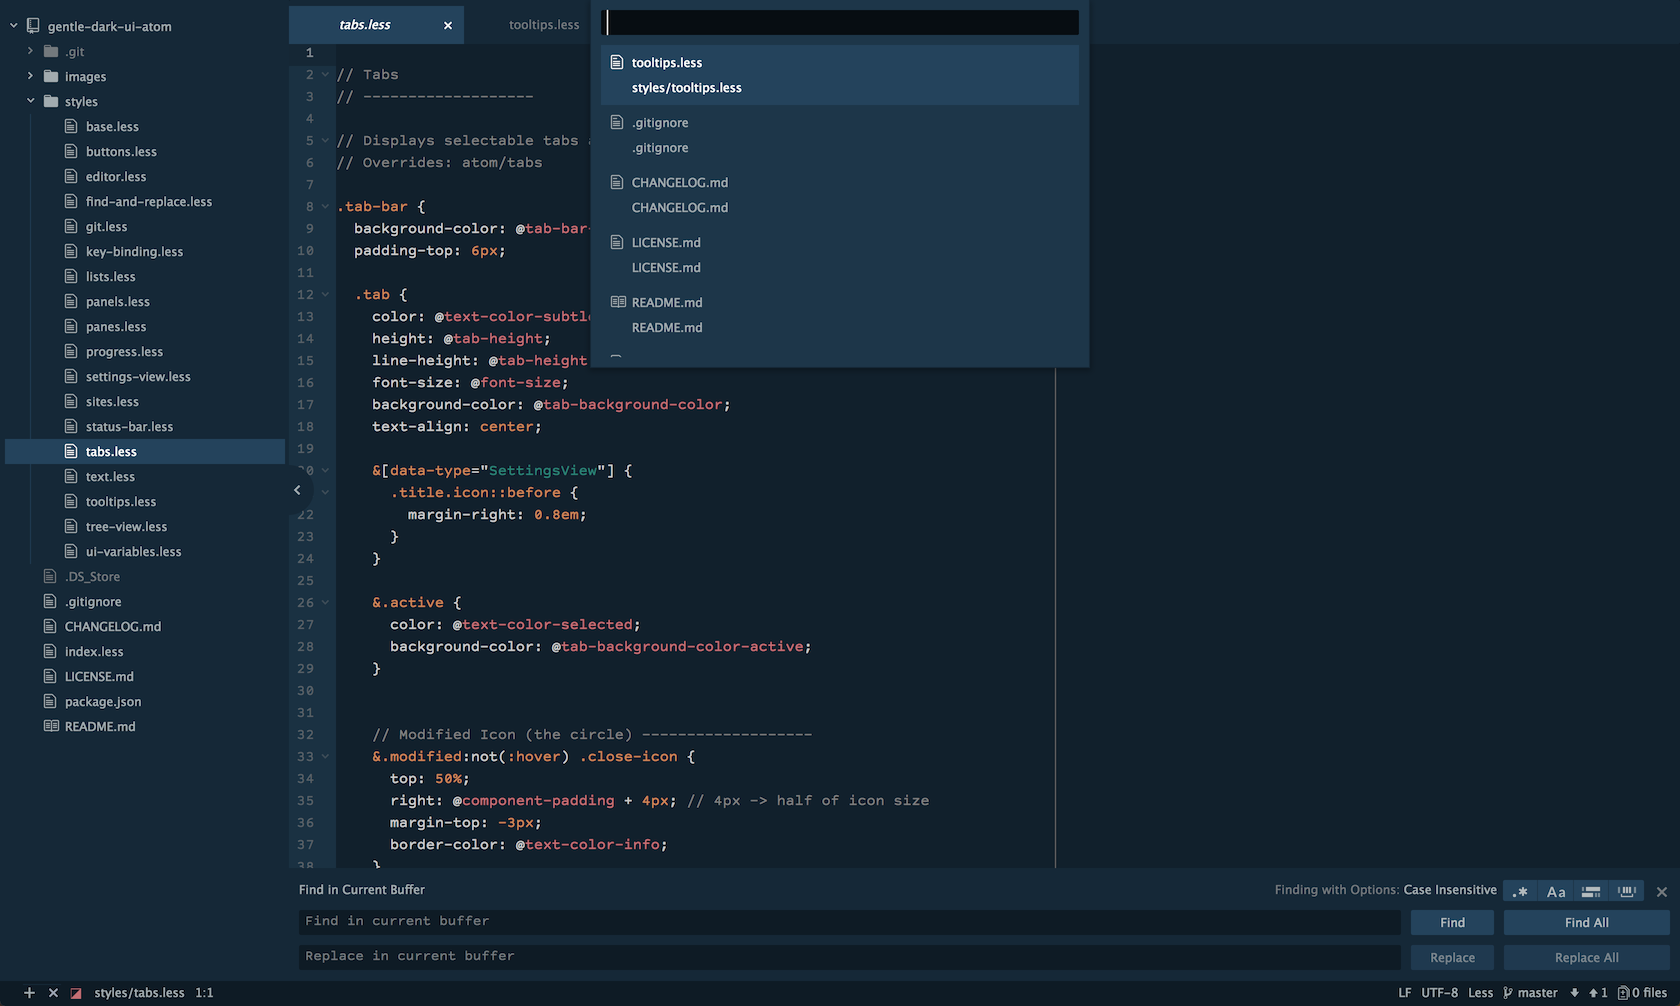 gentle-dark-ui-atom
.git
images
styles
base.less
buttons.less
editor.less
find-and-replace.less
git.less
key-binding.less
lists.less
panels.less
panes.less
progress.less
settings-view.less
sites.less
status-bar.less
tabs.less
text.less
tooltips.less
tree-view.less
ui-variables.less
.DS_Store
.gitignore
CHANGELOG.md
index.less
LICENSE.md
package.json
README.md
tabs.less
tooltips.less
1
2 // Tabs
3 // -------------------
4
5 // Displays selectable tabs
6 // Overrides: atom/tabs
7
8 .tab-bar {
9 background-color: @tab-bar-
10 padding-top: 6px;
11
12 .tab {
13 color: @text-color-subtl
14 height: @tab-height;
15 line-height: @tab-height
16 font-size: @font-size;
17 background-color: @tab-background-color;
18 text-align: center;
19
20 &[data-type="SettingsView"] {
.title.icon::before {
22 margin-right: 0.8em;
23 }
24 }
25
26 &.active {
27 color: @text-color-selected;
28 background-color: @tab-background-color-active;
29 }
30
31
32 // Modified Icon (the circle) -------------------
33 &.modified:not(:hover) .close-icon {
34 top: 50%;
35 right: @component-padding + 4px; // 4px -> half of icon size
36 margin-top: -3px;
37 border-color: @text-color-info;
38 }
tooltips.less
styles/tooltips.less
.gitignore
.gitignore
CHANGELOG.md
CHANGELOG.md
LICENSE.md
LICENSE.md
README.md
README.md
Find in Current Buffer
Finding with Options: Case Insensitive
.* Aa
Find in current buffer
Find
Find All
Replace in current buffer
Replace
Replace All
styles/tabs.less 1:1
LF UTF-8 Less master 1 0 files